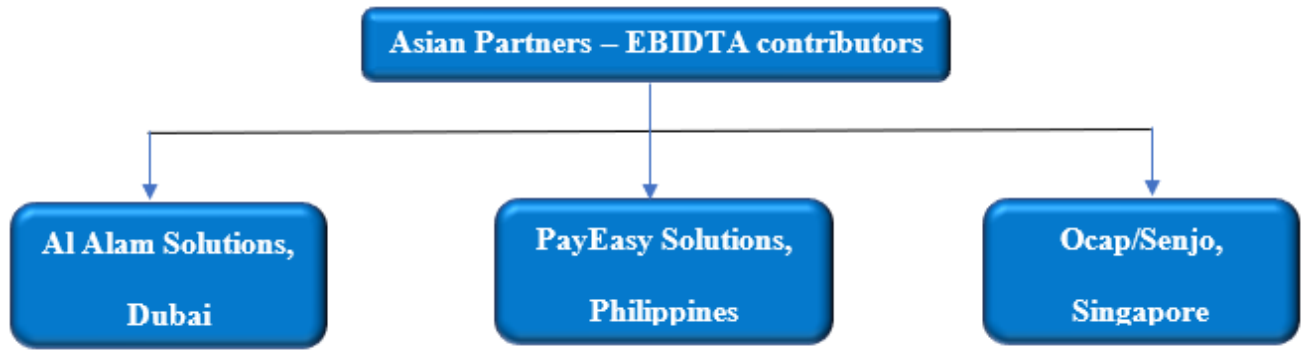 Asian Partners – EBIDTA contributors
Al Alam Solutions,
Dubai
PayEasy Solutions,
Philippines
Ocap/Senjo,
Singapore